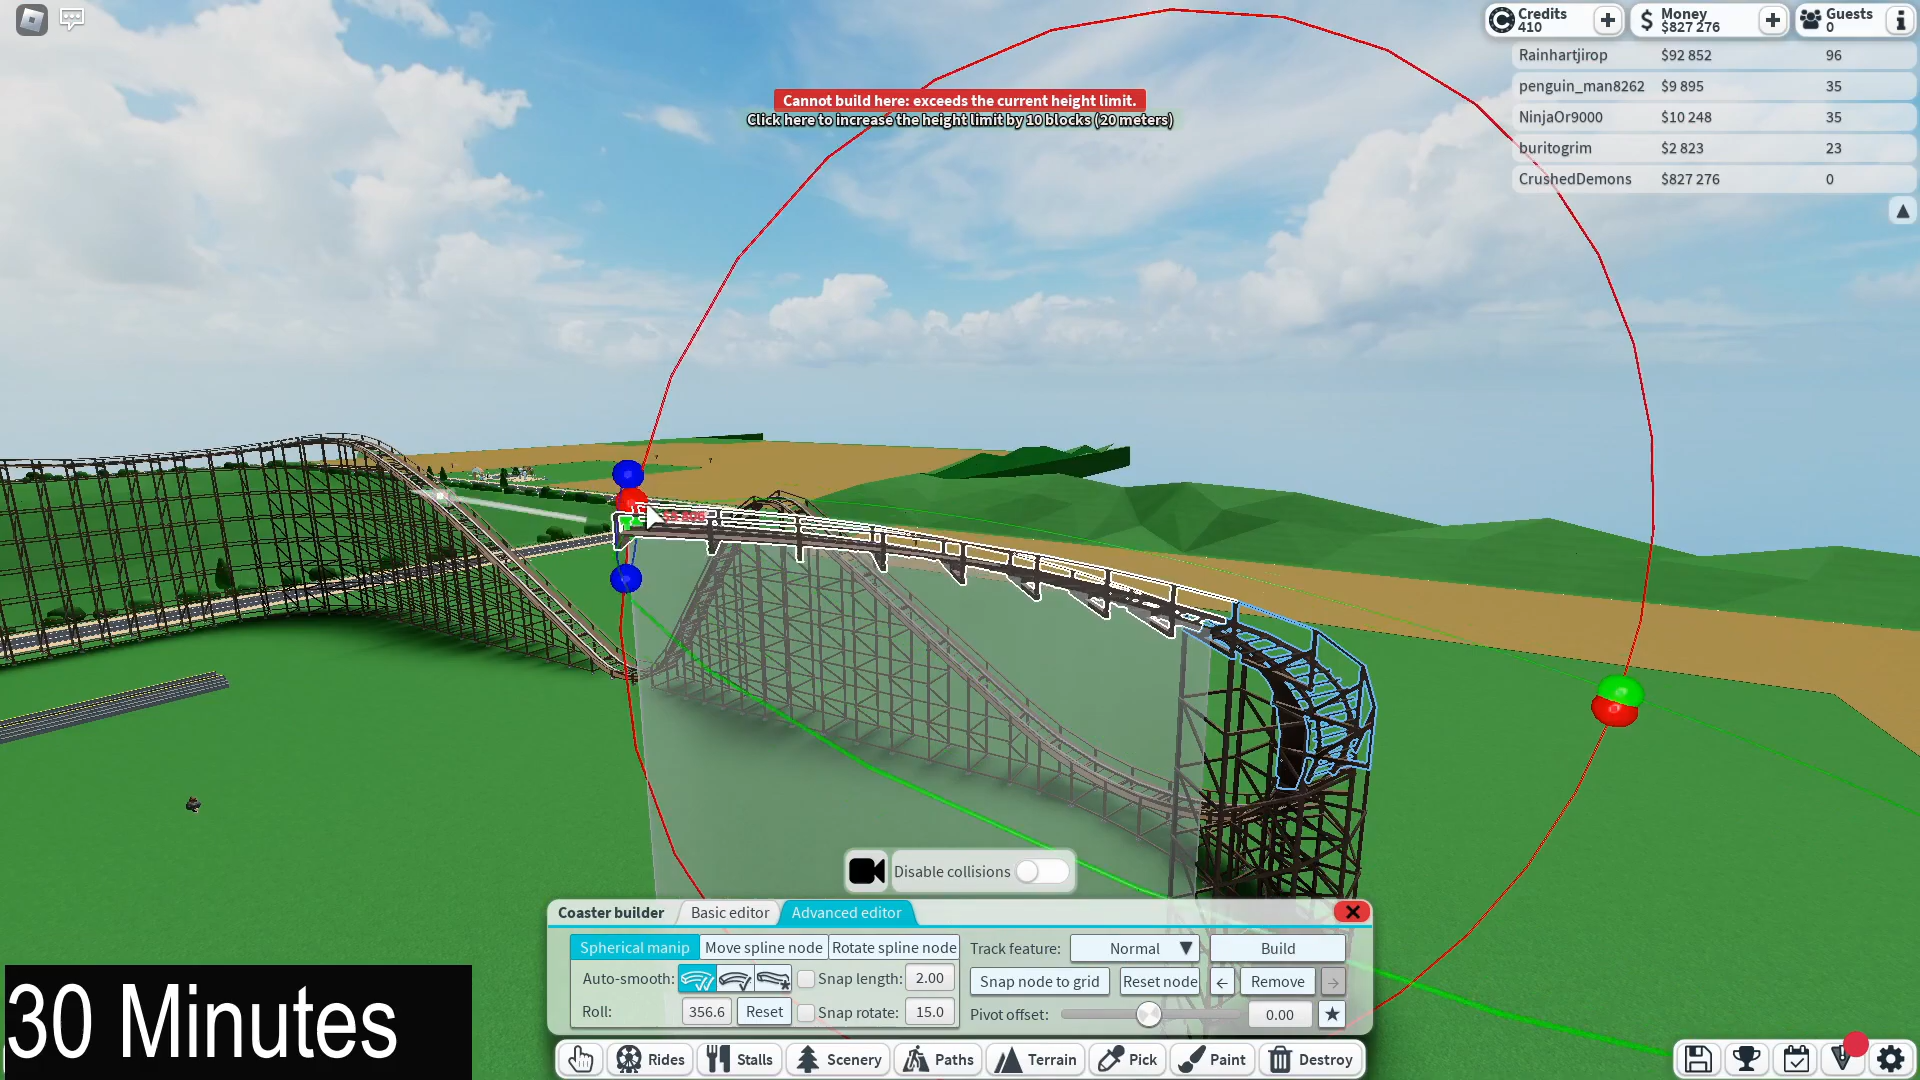 Credits
410
Money
$827 276
Guests
0
Rainhartjirop $92 852 96
penguin_man8262 $9 895 35
NinjaOr9000 $10 248 35
buritogrim $2 823 23
CrushedDemons $827 276 0
Cannot build here: exceeds the current height limit.
Click here to increase the height limit by 10 blocks (20 meters)
Disable collisions
Coaster builder Basic editor Advanced editor
Spherical manip Move spline node Rotate spline node Track feature: Normal Build
Auto-smooth: Snap length: 2.00 Snap node to grid Reset node Remove
Roll: 356.6 Reset Snap rotate: 15.0 Pivot offset: 0.00
30 Minutes
Rides Stalls Scenery Paths Terrain Pick Paint Destroy